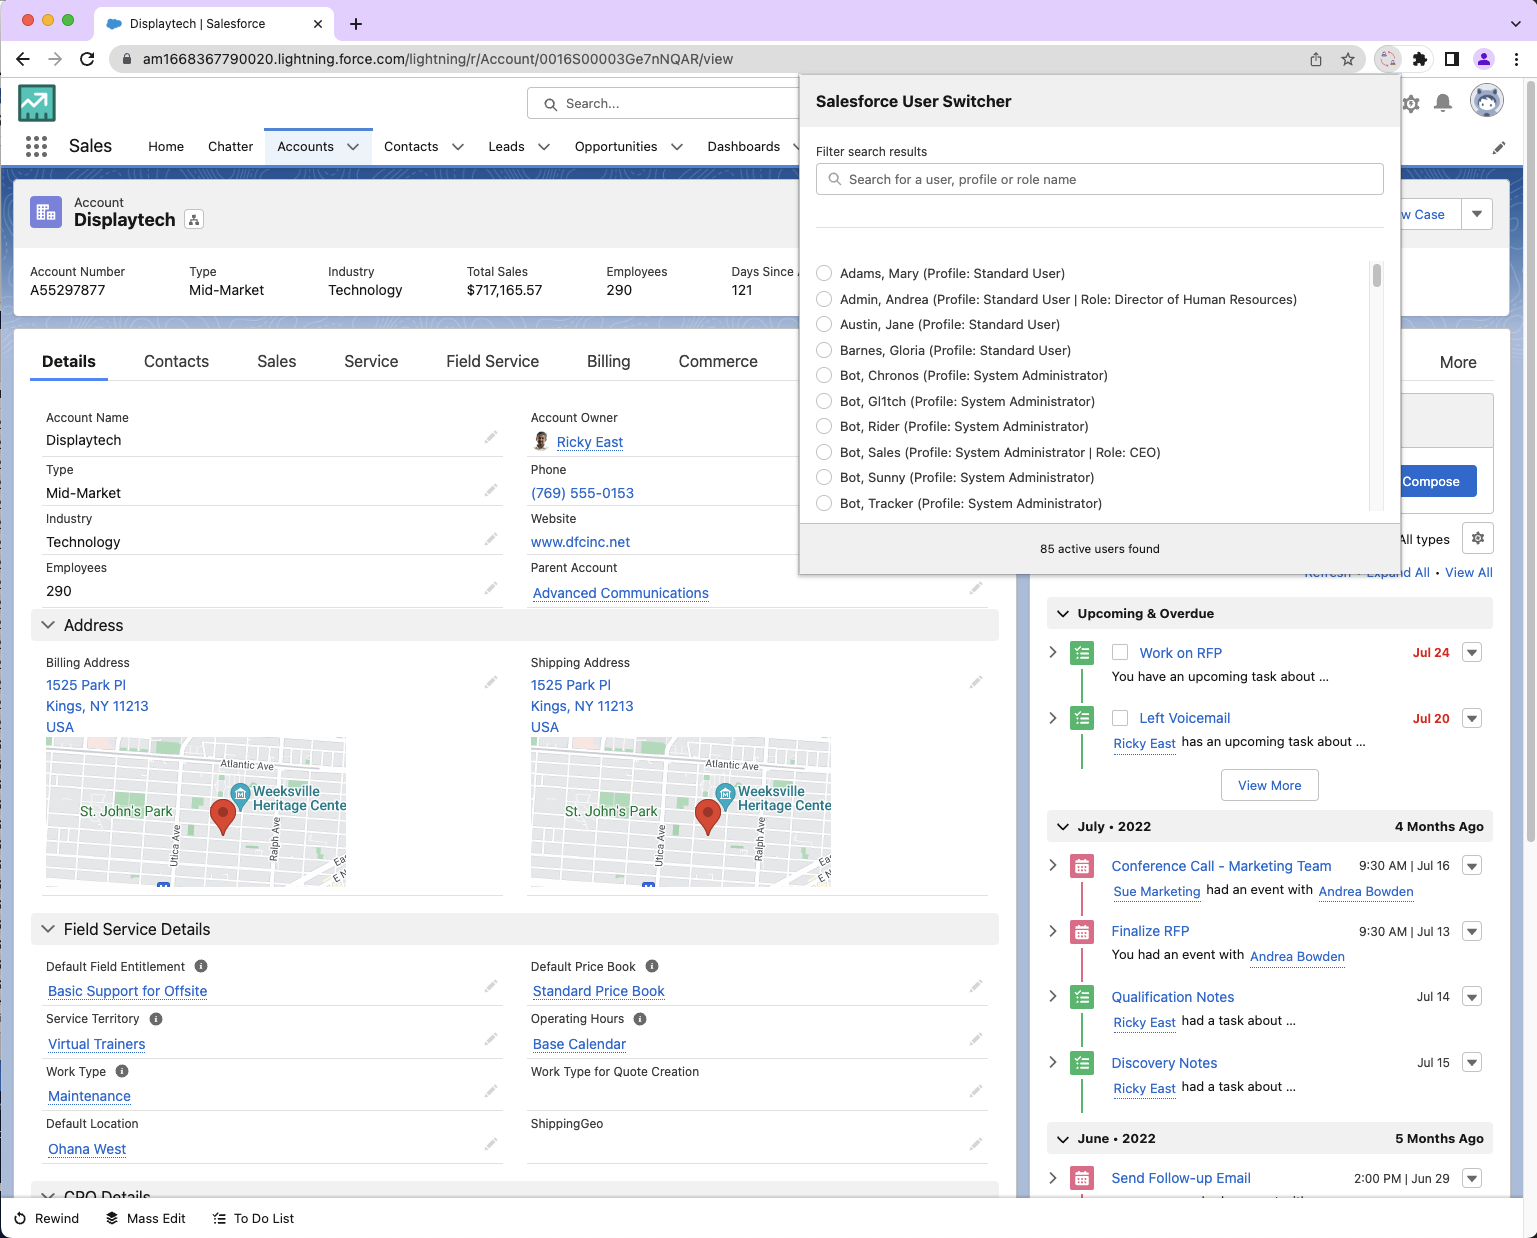 Displaytech | Salesforce
am1668367790020.lightning.force.com/lightning/r/Account/0016S00003Ge7nNQAR/view
Search...
Sales
Home
Chatter
Accounts
Contacts
Leads
Opportunities
Dashboards
Account
Displaytech
w Case
Account Number
A55297877
Type
Mid-Market
Industry
Technology
Total Sales
$717,165.57
Employees
290
Days Since
121
Salesforce User Switcher
Filter search results
Search for a user, profile or role name
Adams, Mary (Profile: Standard User)
Admin, Andrea (Profile: Standard User | Role: Director of Human Resources)
Austin, Jane (Profile: Standard User)
Barnes, Gloria (Profile: Standard User)
Bot, Chronos (Profile: System Administrator)
Bot, Gl1tch (Profile: System Administrator)
Bot, Rider (Profile: System Administrator)
Bot, Sales (Profile: System Administrator | Role: CEO)
Bot, Sunny (Profile: System Administrator)
Bot, Tracker (Profile: System Administrator)
85 active users found
Details
Contacts
Sales
Service
Field Service
Billing
Commerce
Account Name
Displaytech
Type
Mid-Market
Industry
Technology
Employees
290
Account Owner
Ricky East
Phone
(769) 555-0153
Website
www.dfcinc.net
Parent Account
Advanced Communications
Address
Billing Address
1525 Park Pl
Kings, NY 11213
USA
Atlantic Ave
Weeksville
Heritage Cente
St. John's Park
Utica Ave
Ralph Ave
Shipping Address
1525 Park Pl
Kings, NY 11213
USA
Atlantic Ave
Weeksville
Heritage Cente
St. John's Park
Utica Ave
Ralph Ave
Field Service Details
Default Field Entitlement
Basic Support for Offsite
Service Territory
Virtual Trainers
Work Type
Maintenance
Default Location
Ohana West
Default Price Book
Standard Price Book
Operating Hours
Base Calendar
Work Type for Quote Creation
ShippingGeo
CPQ Details
More
Compose
All types
Refresh • Expand All • View All
Upcoming & Overdue
Work on RFP
Jul 24
You have an upcoming task about ...
Left Voicemail
Jul 20
Ricky East has an upcoming task about ...
View More
July • 2022
4 Months Ago
Conference Call - Marketing Team
9:30 AM | Jul 16
Sue Marketing had an event with Andrea Bowden
Finalize RFP
9:30 AM | Jul 13
You had an event with Andrea Bowden
Qualification Notes
Jul 14
Ricky East had a task about ...
Discovery Notes
Jul 15
Ricky East had a task about ...
June • 2022
5 Months Ago
Send Follow-up Email
2:00 PM | Jun 29
Rewind
Mass Edit
To Do List